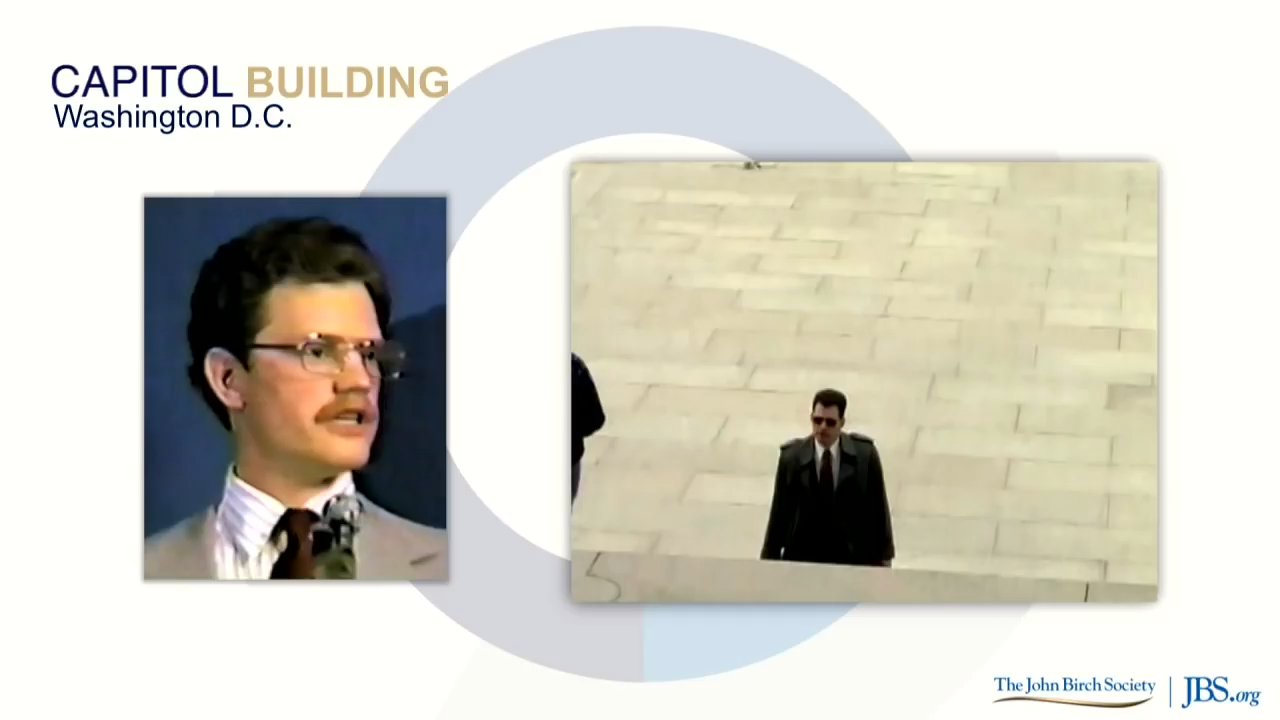 CAPITOL BUILDING
Washington D.C.
The John Birch Society | JBS.org